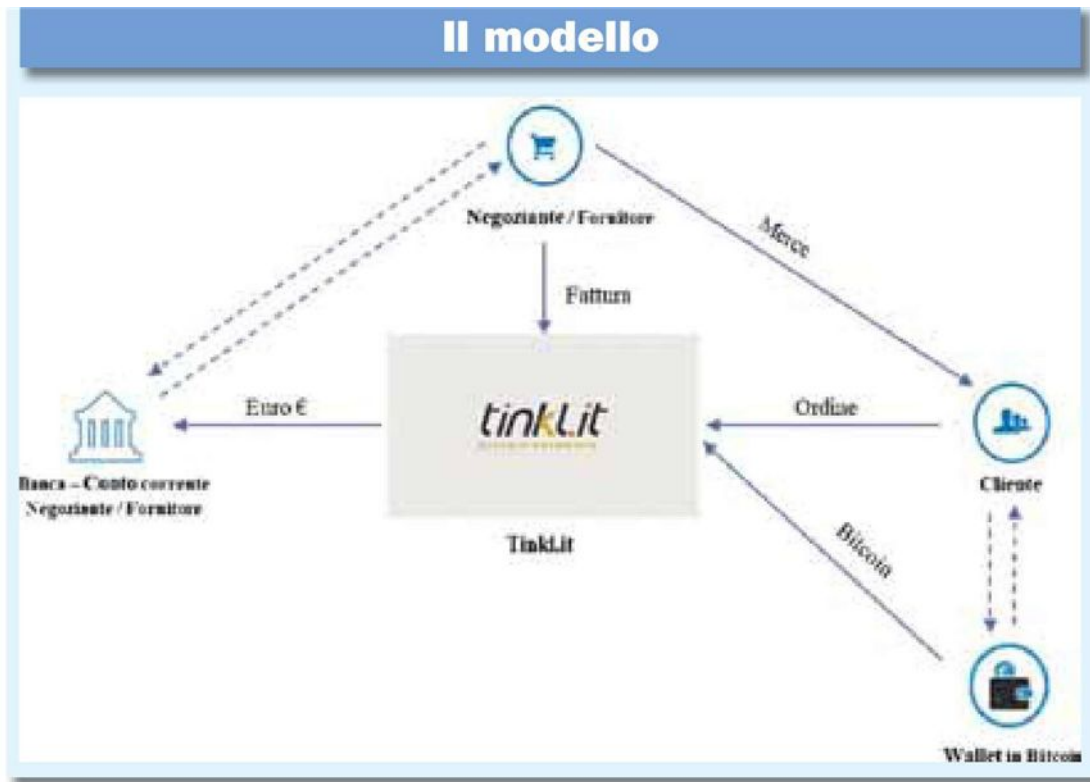 Il modello
Negoziante / Fornitore
Merce
Fattura
Euro €
tinkl.it
Ordine
Banca – Conto corrente
Negoziante / Fornitore
Cliente
Tinkl.it
Bitcoin
Wallet in Bitcoin